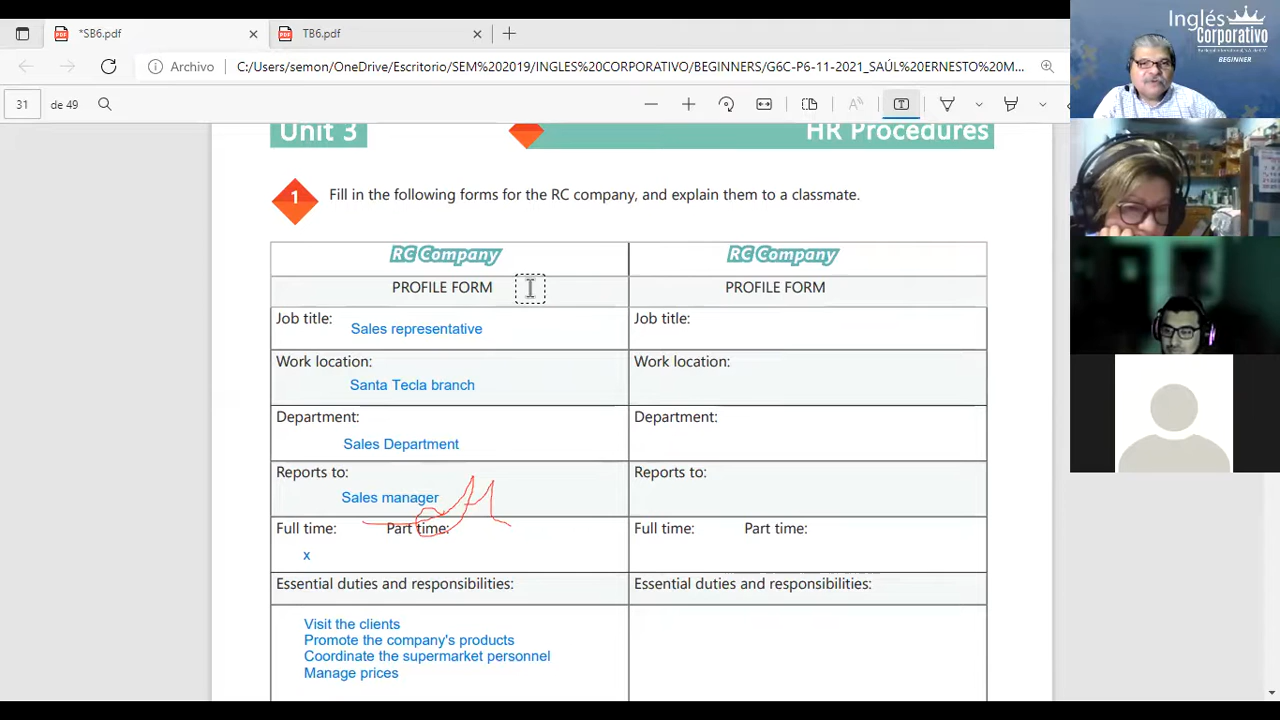 *SB6.pdf
TB6.pdf
Archivo
C:/Users/semon/OneDrive/Escritorio/SEM%202018/INGLES%20CORPORATIVO/BEGINNERS/G6C-P6-11-2021_SAÚL%20ERNESTO%20M...
31 de 49
Unit 3
HR Procedures
1 Fill in the following forms for the RC company, and explain them to a classmate.
RC Company
PROFILE FORM
Job title:
Sales representative
Work location:
Santa Tecla branch
Department:
Sales Department
Reports to:
Sales manager
Full time: Part time:
x
Essential duties and responsibilities:
Visit the clients
Promote the company's products
Coordinate the supermarket personnel
Manage prices
RC Company
PROFILE FORM
Job title:
Work location:
Department:
Reports to:
Full time: Part time:
Essential duties and responsibilities:
Inglés
Corporativo
BEGINNER